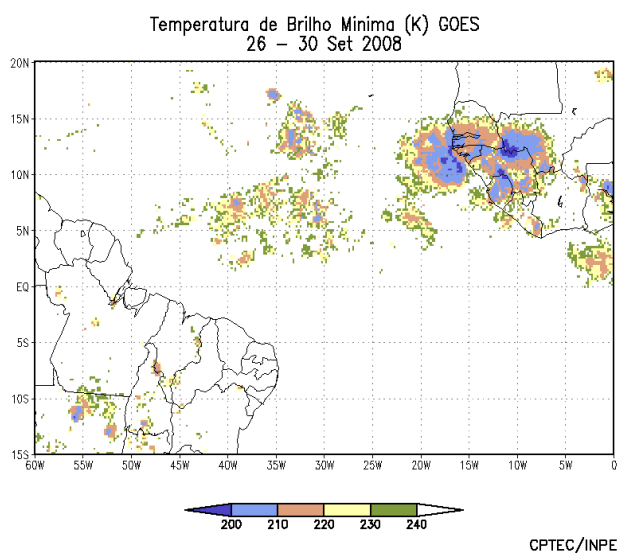 Temperatura de Brilho Minima (K) GOES
26 – 30 Set 2008
20N
15N
10N
5N
EQ
5S
10S
15S
60W 55W 50W 45W 40W 35W 30W 25W 20W 15W 10W 5W 0
200 210 220 230 240
CPTEC/INPE